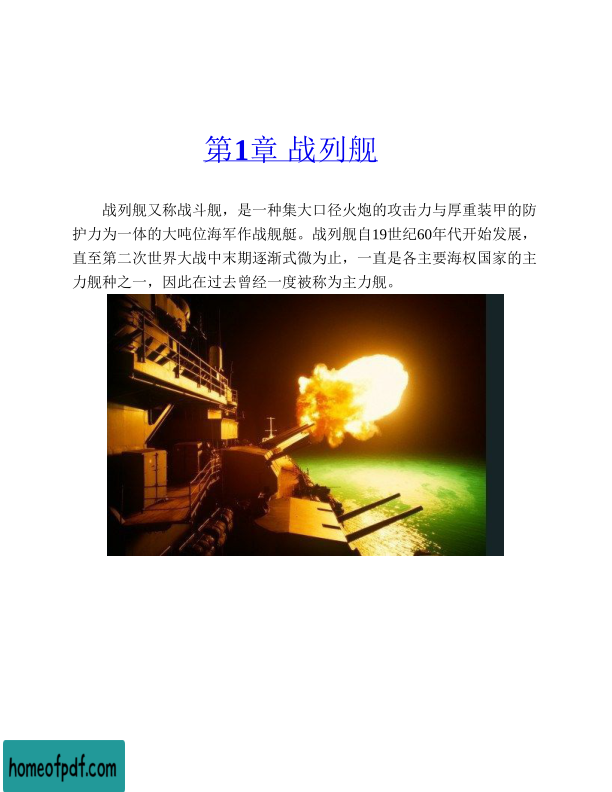 第1章 战列舰
战列舰又称战斗舰，是一种集大口径火炮的攻击力与厚重装甲的防
护力为一体的大吨位海军作战舰艇。战列舰自19世纪60年代开始发展，
直至第二次世界大战中末期逐渐式微为止，一直是各主要海权国家的主
力舰种之一，因此在过去曾经一度被称为主力舰。
homeofpdf.com